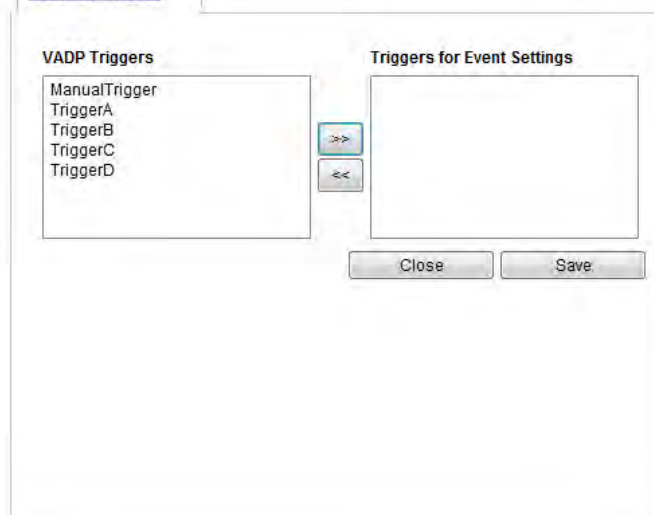 VADP Triggers
Triggers for Event Settings
ManualTrigger
TriggerA
TriggerB
TriggerC
TriggerD
>>
<<
Close
Save